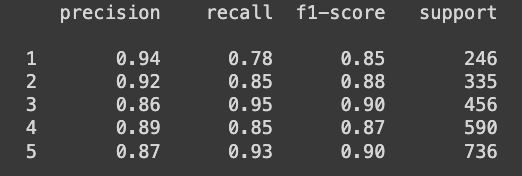 precision recall f1-score support
1 0.94 0.78 0.85 246
2 0.92 0.85 0.88 335
3 0.86 0.95 0.90 456
4 0.89 0.85 0.87 590
5 0.87 0.93 0.90 736